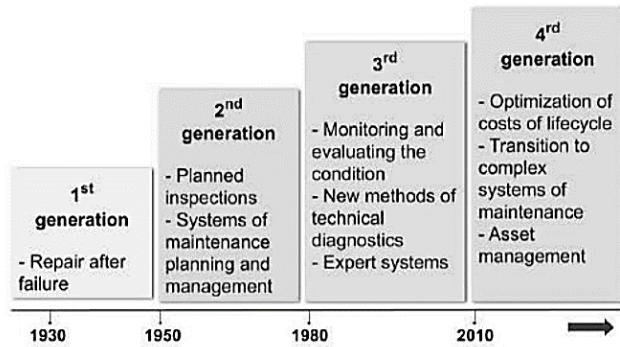 1st
generation
- Repair after
failure
2nd
generation
- Planned
inspections
- Systems of
maintenance
planning and
management
3rd
generation
- Monitoring and
evaluating the
condition
- New methods of
technical
diagnostics
- Expert systems
4rd
generation
- Optimization of
costs of lifecycle
- Transition to
complex
systems of
maintenance
- Asset
management
1930
1950
1980
2010